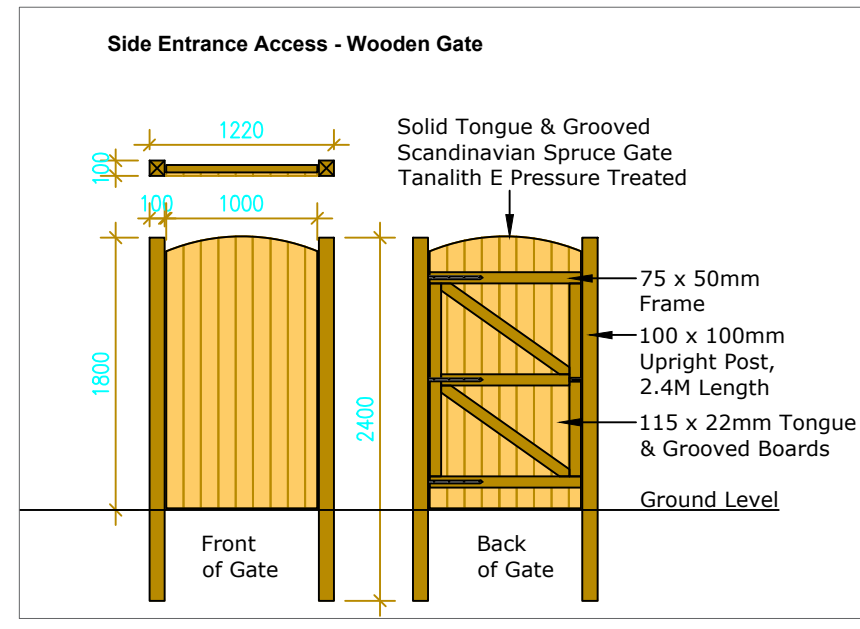 Side Entrance Access - Wooden Gate
1220
100
100
1000
1800
2400
Solid Tongue & Grooved
Scandinavian Spruce Gate
Tanalith E Pressure Treated
75 x 50mm
Frame
100 x 100mm
Upright Post,
2.4M Length
115 x 22mm Tongue
& Grooved Boards
Ground Level
Front
of Gate
Back
of Gate